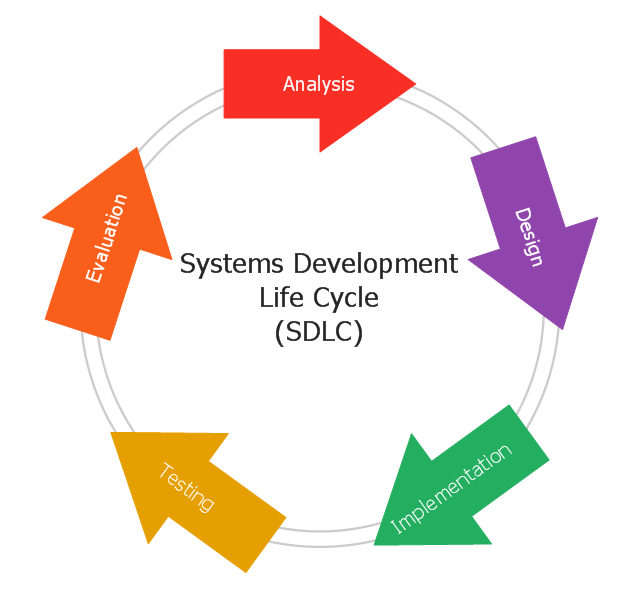 Analysis
Design
Evaluation
Systems Development
Life Cycle
(SDLC)
Implementation
Testing